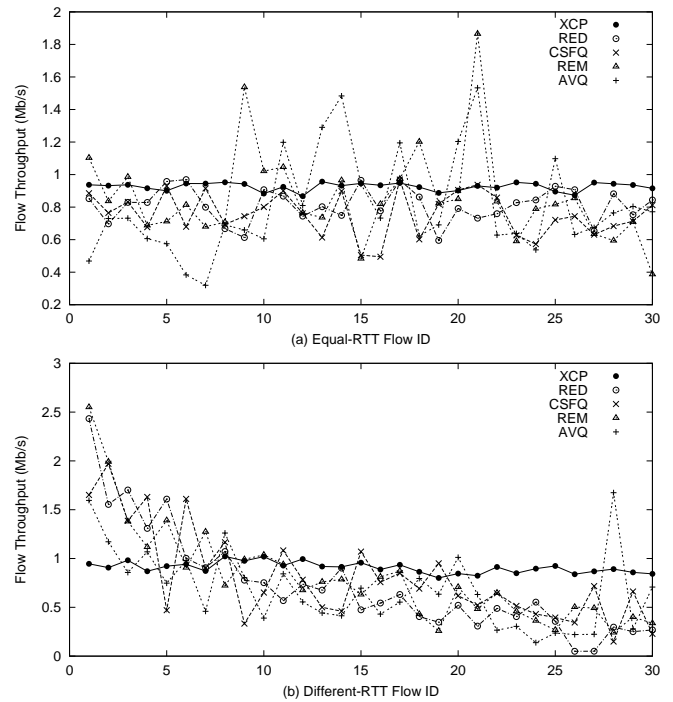 2
1.8
1.6
1.4
1.2
1
0.8
0.6
0.4
0.2
Flow Throughput (Mb/s)
XCP
RED
CSFQ
REM
AVQ
0 5 10 15 20 25 30
(a) Equal-RTT Flow ID
3
2.5
2
1.5
1
0.5
0
Flow Throughput (Mb/s)
XCP
RED
CSFQ
REM
AVQ
0 5 10 15 20 25 30
(b) Different-RTT Flow ID